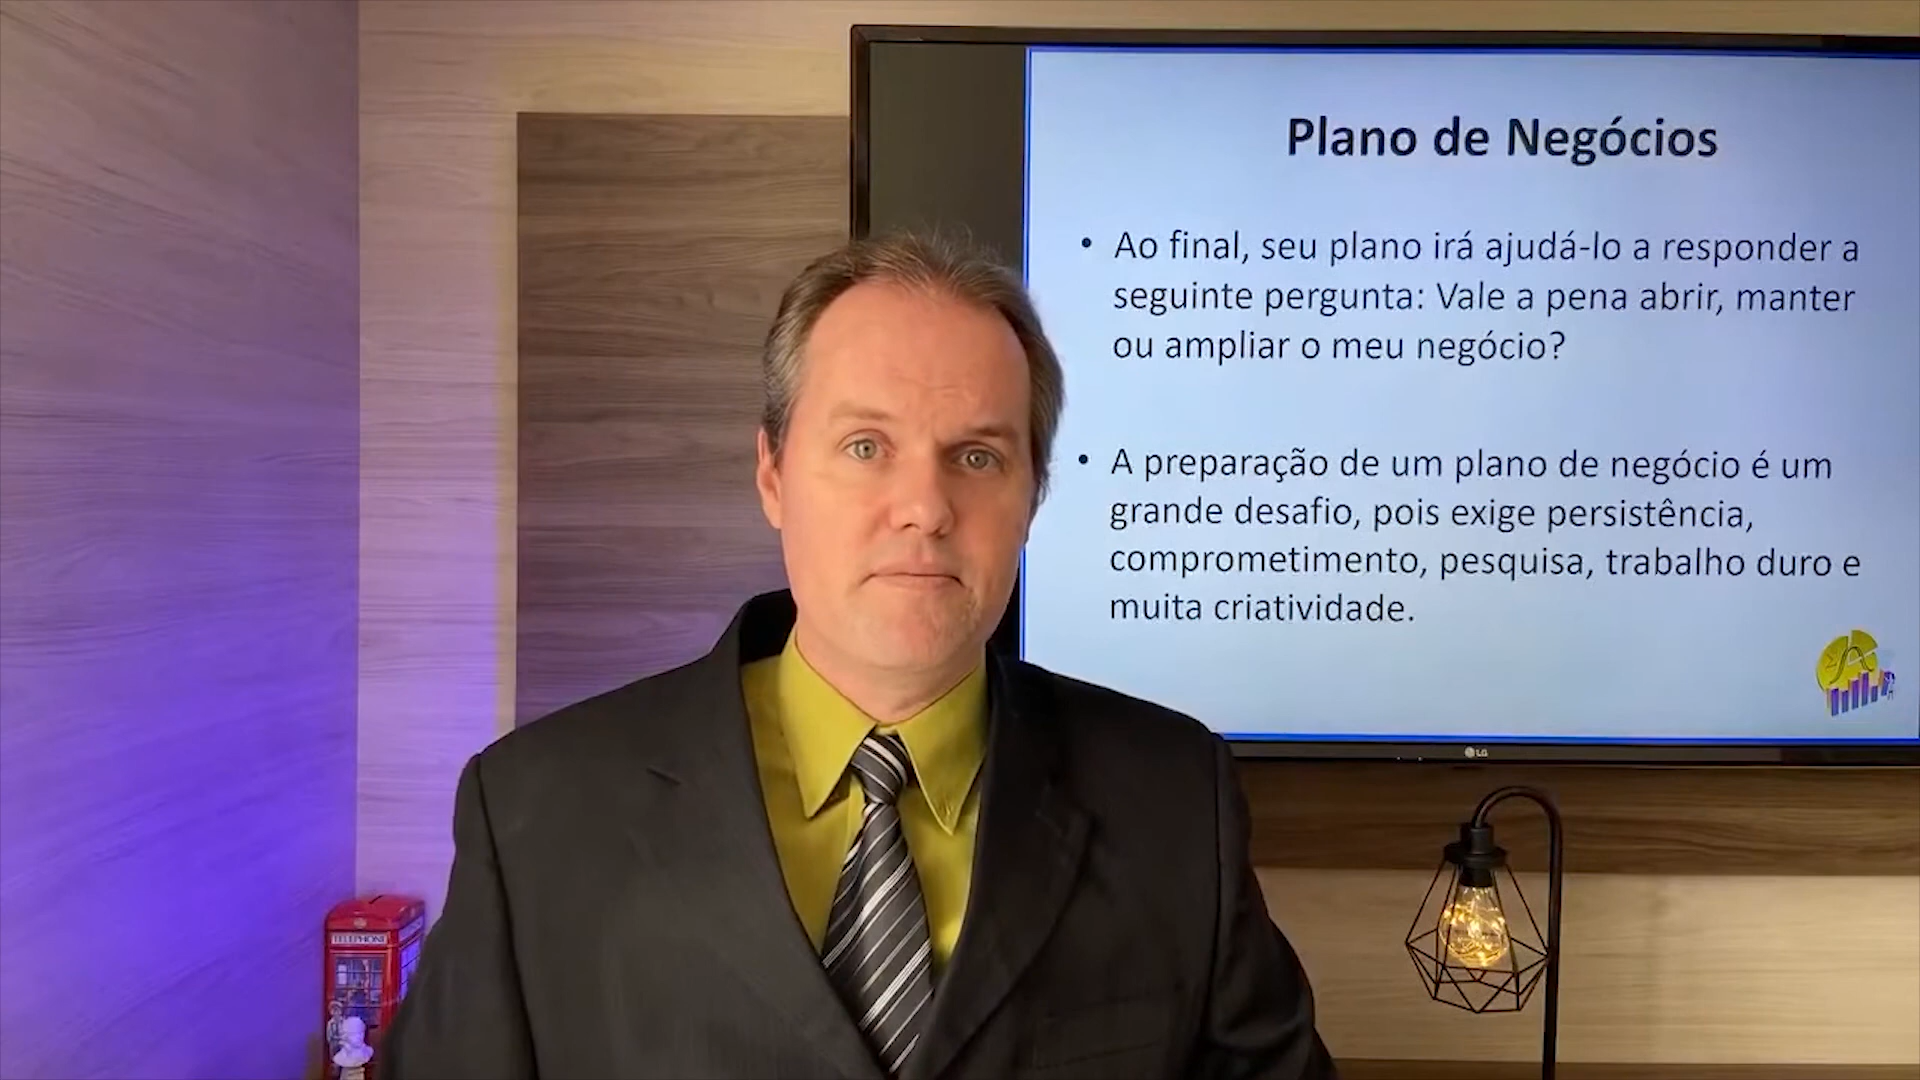 Plano de Negócios
• Ao final, seu plano irá ajudá-lo a responder a
seguinte pergunta: Vale a pena abrir, manter
ou ampliar o meu negócio?
• A preparação de um plano de negócio é um
grande desafio, pois exige persistência,
comprometimento, pesquisa, trabalho duro e
muita criatividade.
LG
TELEPHONE